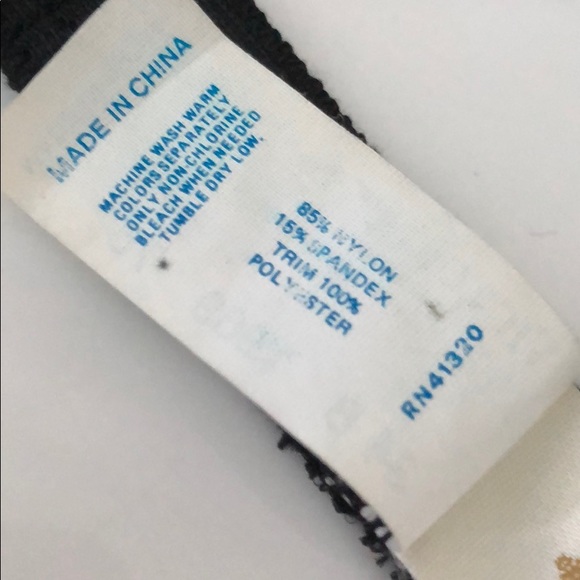 MADE IN CHINA
MACHINE WASH WARM
COLORS SEPARATELY
ONLY NON-CHLORINE
BLEACH WHEN NEEDED
TUMBLE DRY LOW.
85% NYLON
15% SPANDEX
TRIM 100%
POLYESTER
RN41320